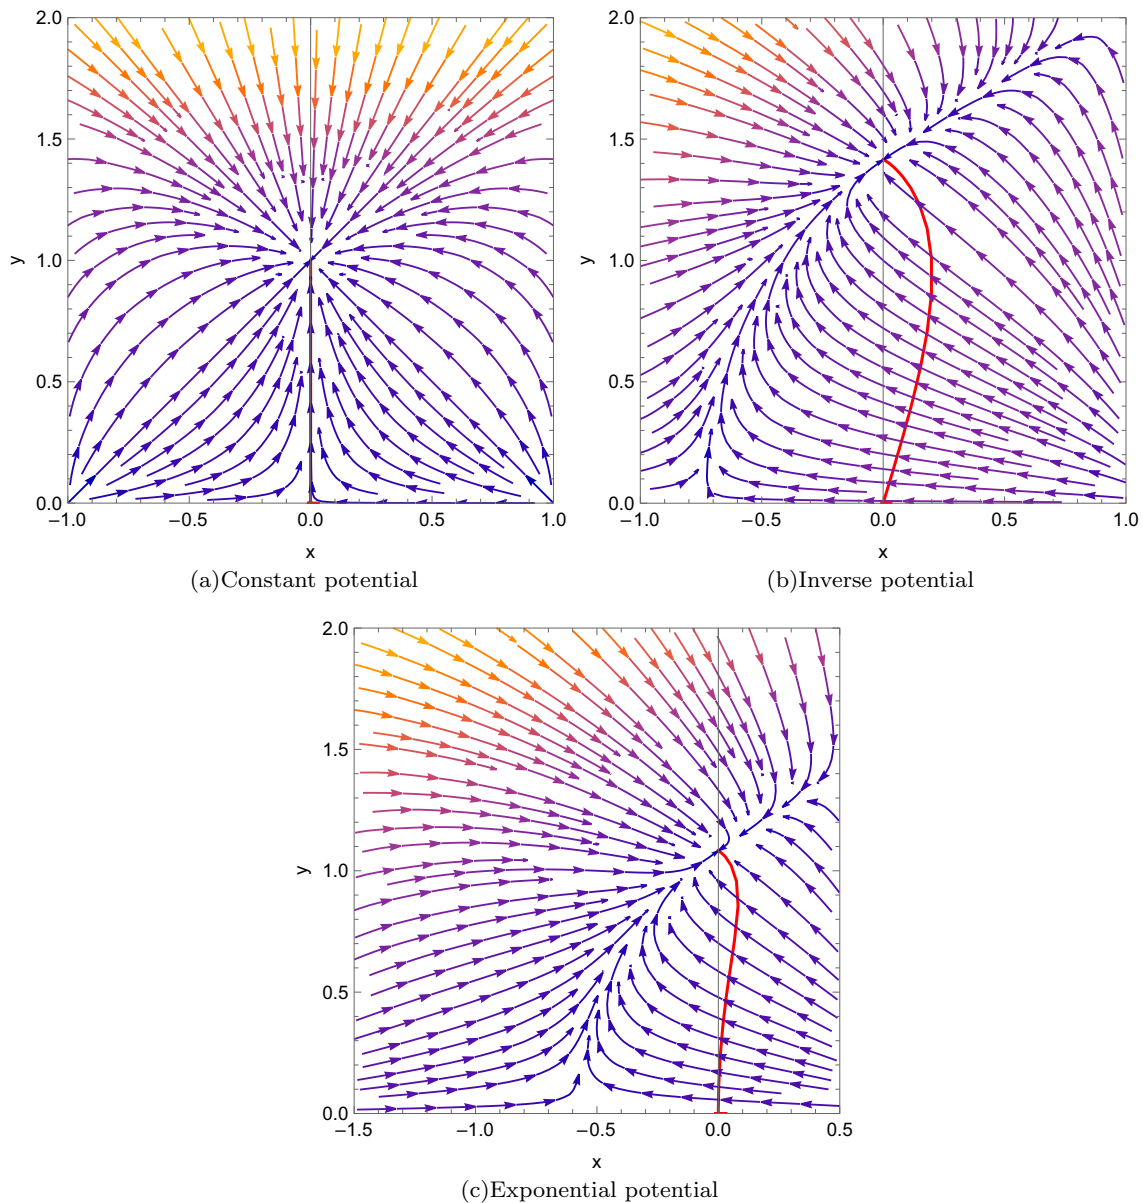 2.0 2.0
1.5 1.5
y 1.0 y 1.0
0.5 0.5
0.0 0.0
−1.0 −0.5 0.0 0.5 1.0 −1.0 −0.5 0.0 0.5 1.0
x x
(a)Constant potential (b)Inverse potential
2.0
1.5
y 1.0
0.5
0.0
−1.5 −1.0 −0.5 0.0 0.5
x
(c)Exponential potential